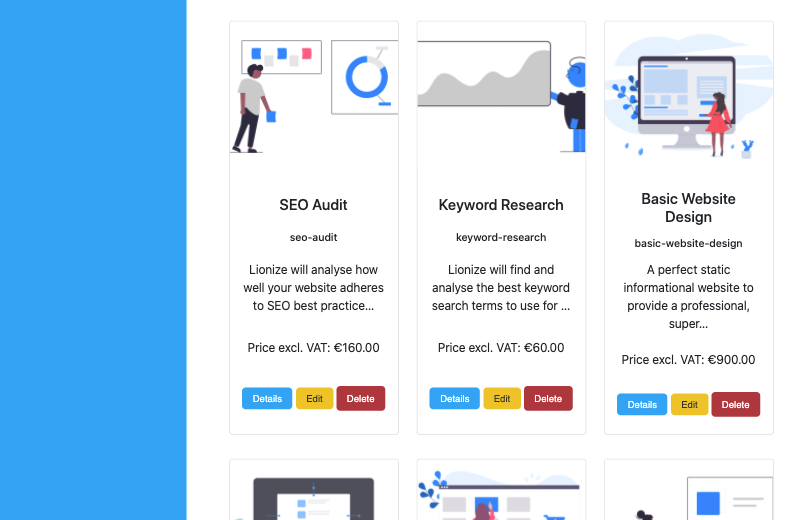 SEO Audit
seo-audit
Lionize will analyse how
well your website adheres
to SEO best practice...
Price excl. VAT: €160.00
Details Edit Delete
Keyword Research
keyword-research
Lionize will find and
analyse the best keyword
search terms to use for ...
Price excl. VAT: €60.00
Details Edit Delete
Basic Website
Design
basic-website-design
A perfect static
informational website to
provide a professional,
super...
Price excl. VAT: €900.00
Details Edit Delete